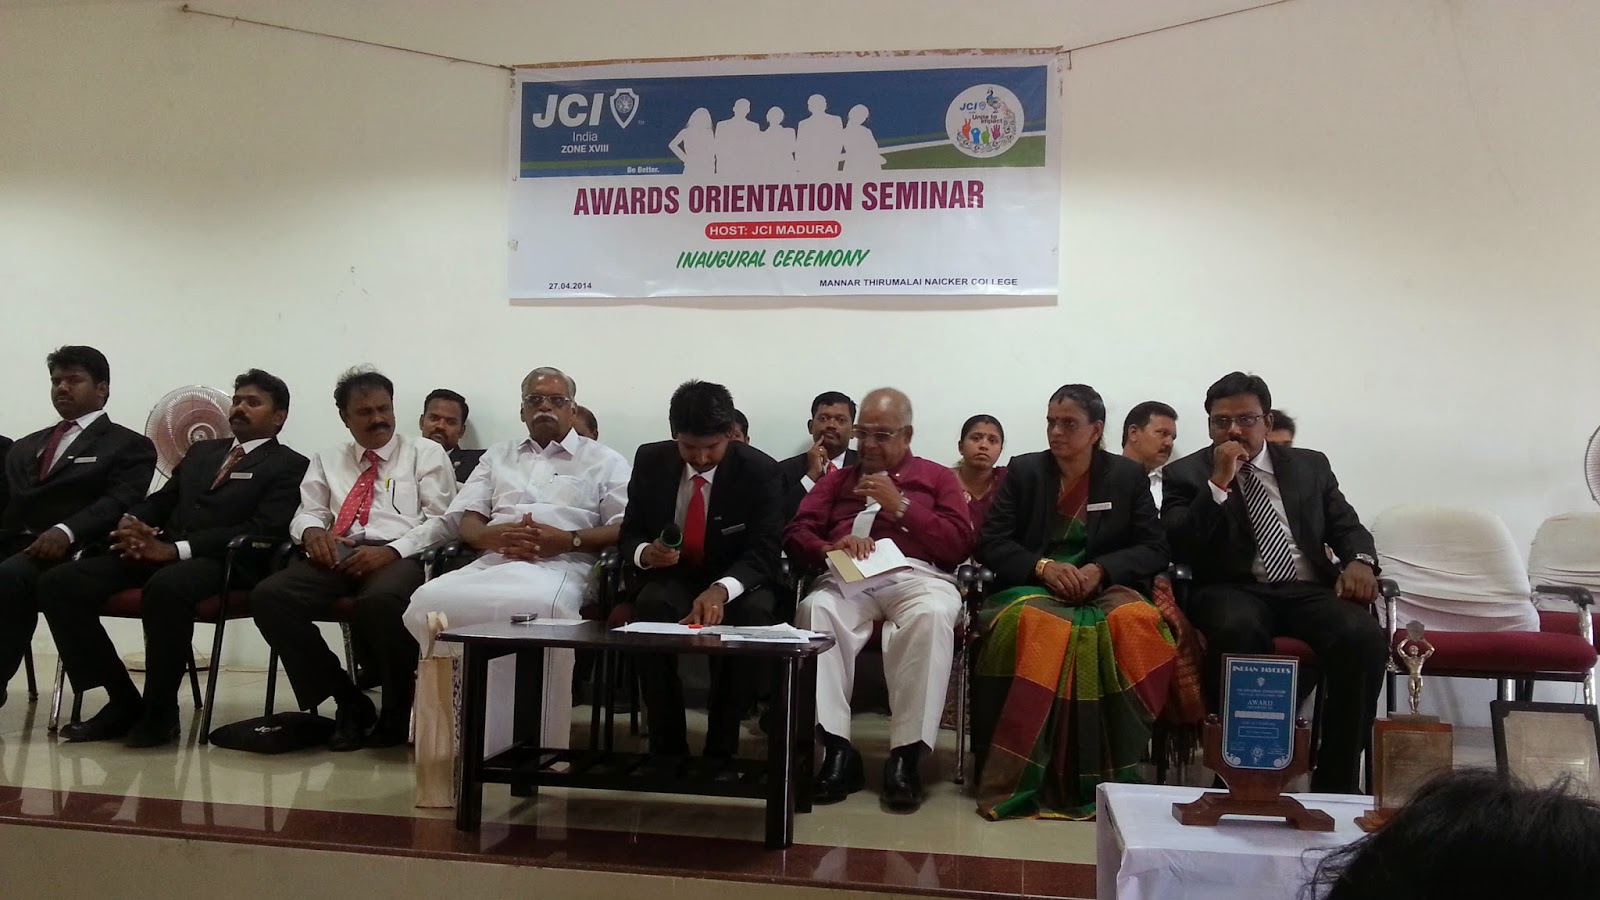 JCI
India
ZONE XVIII
Be Better.
JCI
Unite to
Impact
AWARDS ORIENTATION SEMINAR
HOST: JCI MADURAI
INAUGURAL CEREMONY
27.04.2014
MANNAR THIRUMALAI NAICKER COLLEGE
INDIAN JAYCEES
AWARD